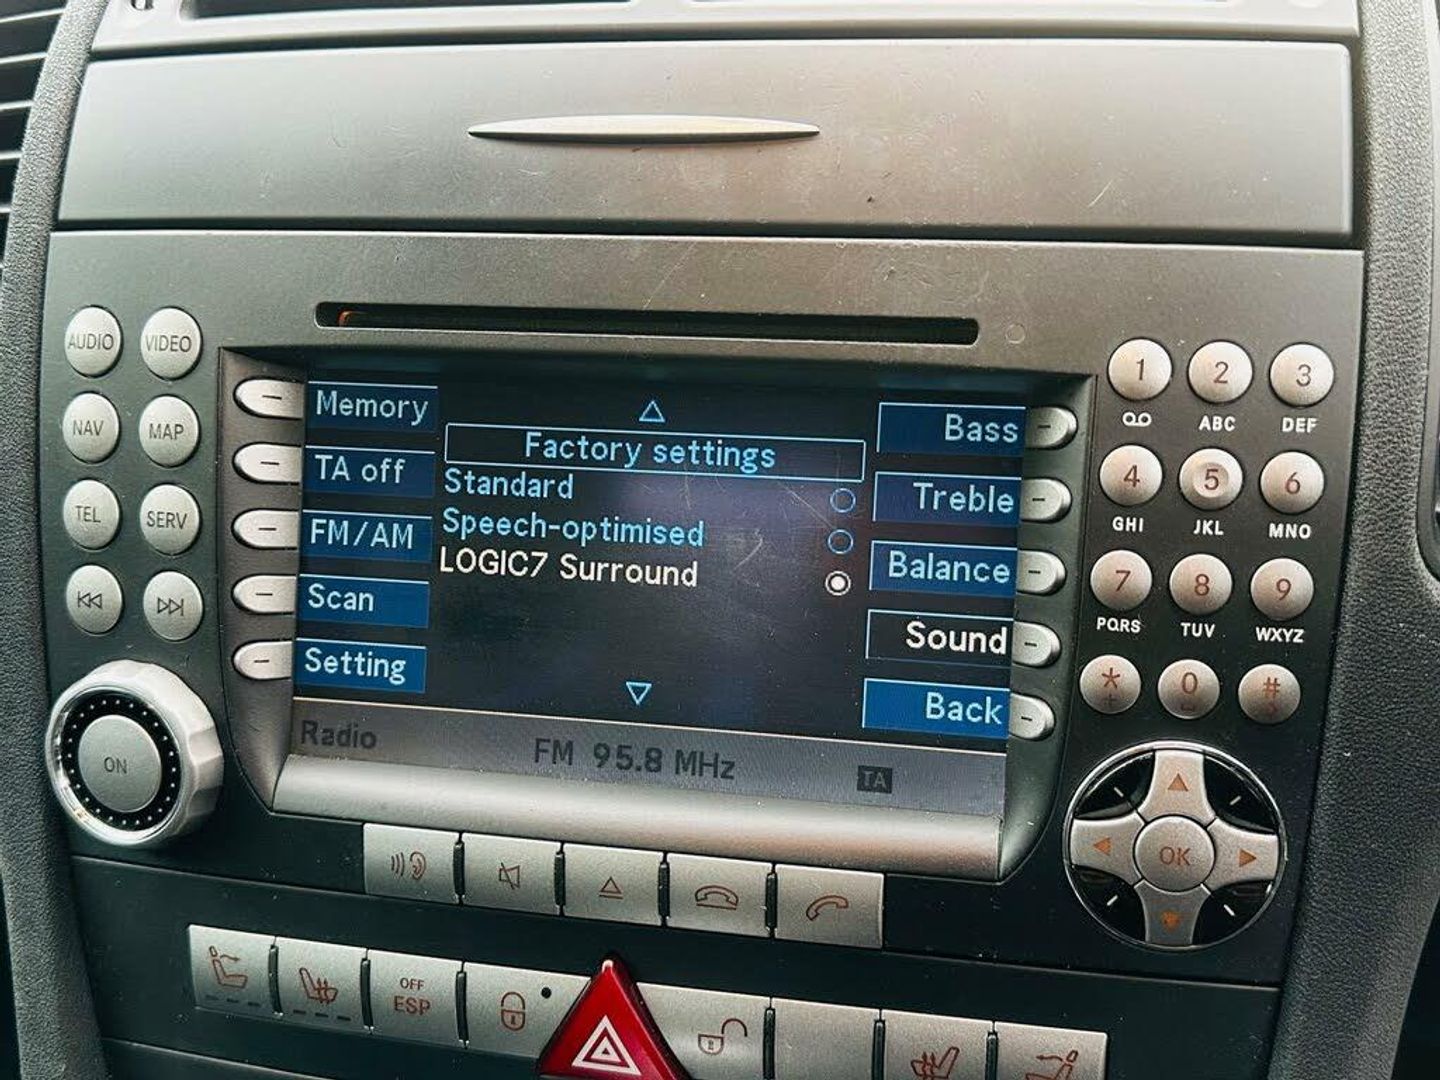 AUDIO VIDEO
NAV MAP
TEL SERV
ON
Memory
TA off
FM/AM
Scan
Setting
Factory settings
Standard
Speech-optimised
LOGIC7 Surround
Bass
Treble
Balance
Sound
Back
Radio FM 95.8 MHz TA
1 2 3
ABC DEF
4 5 6
GHI JKL MNO
7 8 9
PQRS TUV WXYZ
* 0 #
+
OK
OFF
ESP